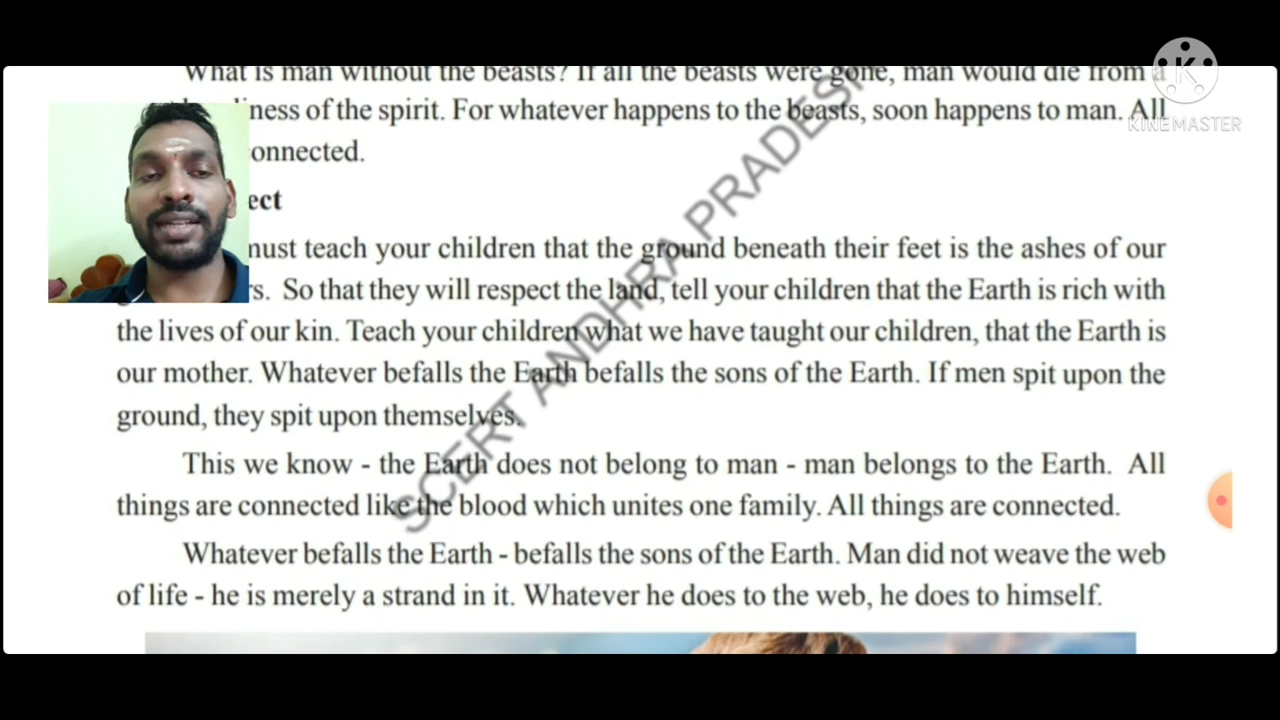 What is man without the beasts? If all the beasts were gone, man would die from a
ness of the spirit. For whatever happens to the beasts, soon happens to man. All
onnected.
ect
must teach your children that the ground beneath their feet is the ashes of our
rs. So that they will respect the land, tell your children that the Earth is rich with
the lives of our kin. Teach your children what we have taught our children, that the Earth is
our mother. Whatever befalls the Earth befalls the sons of the Earth. If men spit upon the
ground, they spit upon themselves.
This we know - the Earth does not belong to man - man belongs to the Earth. All
things are connected like the blood which unites one family. All things are connected.
Whatever befalls the Earth - befalls the sons of the Earth. Man did not weave the web
of life - he is merely a strand in it. Whatever he does to the web, he does to himself.
SCERT ANDHRA PRADESH
K
KINEMASTER